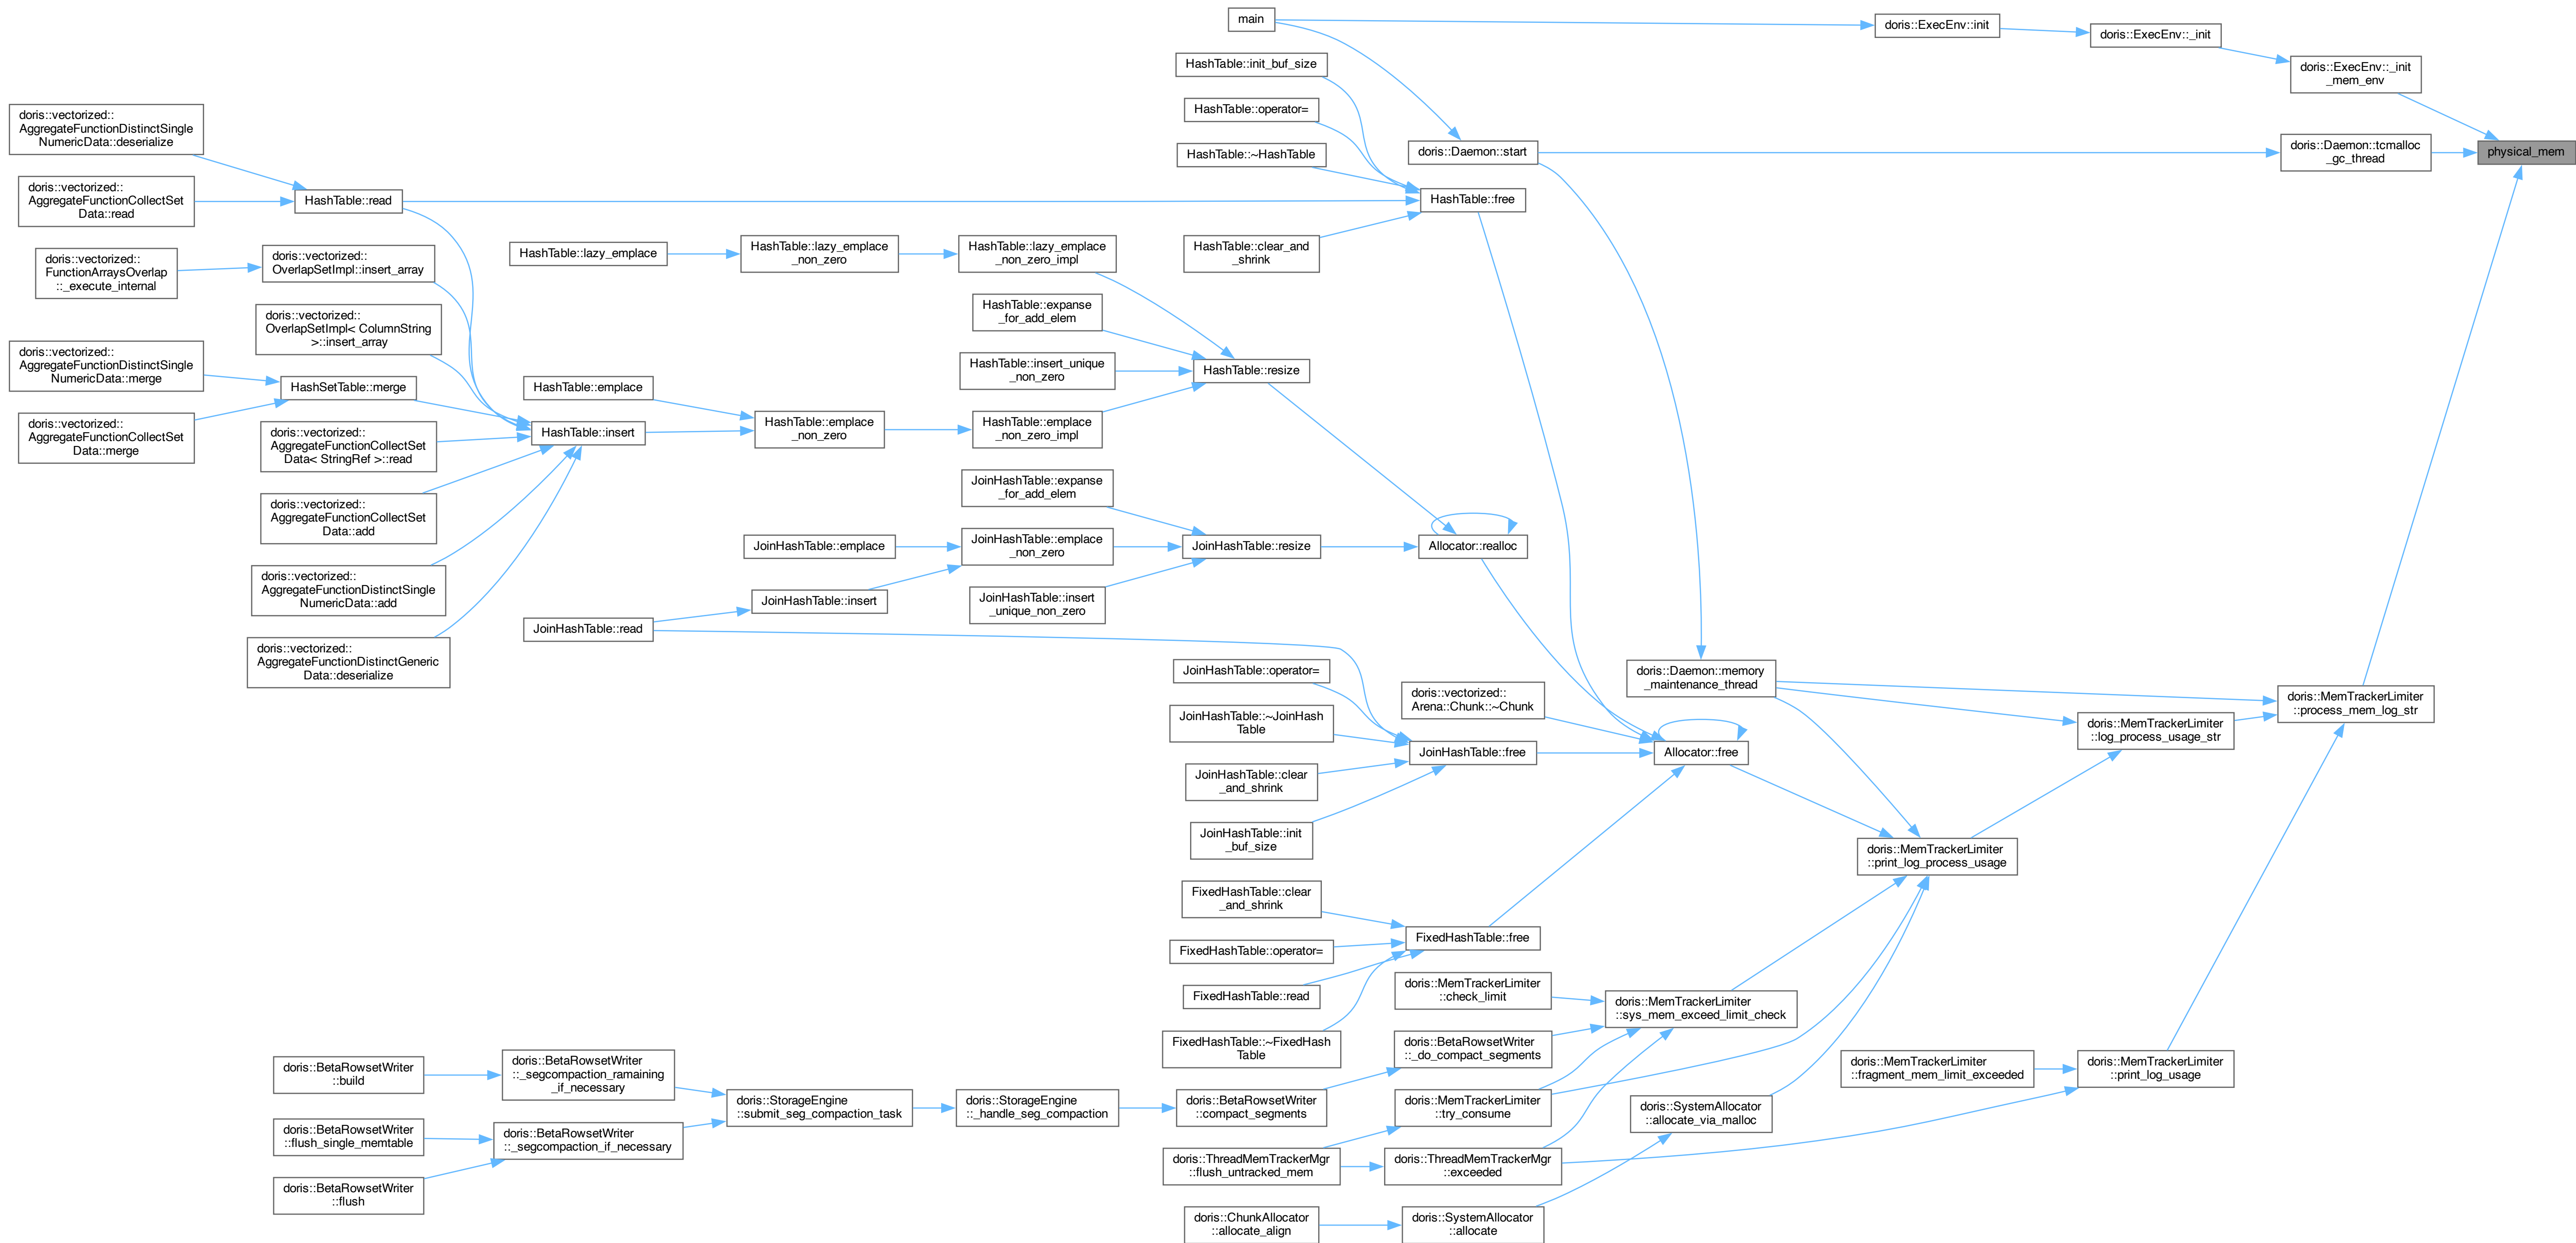 main
doris::ExecEnv::init
doris::ExecEnv::_init
doris::ExecEnv::_init
_mem_env
physical_mem
doris::Daemon::tcmalloc
_gc_thread
doris::Daemon::start
HashTable::init_buf_size
HashTable::operator=
HashTable::~HashTable
HashTable::free
HashTable::clear_and
_shrink
doris::vectorized::
AggregateFunctionDistinctSingle
NumericData::deserialize
doris::vectorized::
AggregateFunctionCollectSet
Data::read
HashTable::read
doris::vectorized::
FunctionArraysOverlap
::_execute_internal
doris::vectorized::
OverlapSetImpl::insert_array
HashTable::lazy_emplace
HashTable::lazy_emplace
_non_zero
HashTable::lazy_emplace
_non_zero_impl
doris::vectorized::
OverlapSetImpl< ColumnString
>::insert_array
HashTable::expanse
_for_add_elem
HashTable::insert_unique
_non_zero
HashTable::resize
doris::vectorized::
AggregateFunctionDistinctSingle
NumericData::merge
HashSetTable::merge
HashTable::emplace
doris::vectorized::
AggregateFunctionCollectSet
Data::merge
doris::vectorized::
AggregateFunctionCollectSet
Data< StringRef >::read
HashTable::insert
HashTable::emplace
_non_zero
HashTable::emplace
_non_zero_impl
doris::vectorized::
AggregateFunctionCollectSet
Data::add
JoinHashTable::expanse
_for_add_elem
JoinHashTable::emplace
JoinHashTable::emplace
_non_zero
JoinHashTable::resize
Allocator::realloc
doris::vectorized::
AggregateFunctionDistinctSingle
NumericData::add
JoinHashTable::insert
JoinHashTable::insert
_unique_non_zero
JoinHashTable::read
doris::vectorized::
AggregateFunctionDistinctGeneric
Data::deserialize
JoinHashTable::operator=
doris::vectorized::
Arena::Chunk::~Chunk
doris::Daemon::memory
_maintenance_thread
doris::MemTrackerLimiter
::process_mem_log_str
JoinHashTable::~JoinHash
Table
doris::MemTrackerLimiter
::log_process_usage_str
JoinHashTable::free
Allocator::free
JoinHashTable::clear
_and_shrink
JoinHashTable::init
_buf_size
doris::MemTrackerLimiter
::print_log_process_usage
FixedHashTable::clear
_and_shrink
FixedHashTable::free
FixedHashTable::operator=
FixedHashTable::read
doris::MemTrackerLimiter
::check_limit
doris::MemTrackerLimiter
::sys_mem_exceed_limit_check
FixedHashTable::~FixedHash
Table
doris::BetaRowsetWriter
::_do_compact_segments
doris::BetaRowsetWriter
::build
doris::BetaRowsetWriter
::_segcompaction_ramaining
_if_necessary
doris::MemTrackerLimiter
::fragment_mem_limit_exceeded
doris::MemTrackerLimiter
::print_log_usage
doris::StorageEngine
::submit_seg_compaction_task
doris::StorageEngine
::_handle_seg_compaction
doris::BetaRowsetWriter
::compact_segments
doris::MemTrackerLimiter
::try_consume
doris::SystemAllocator
::allocate_via_malloc
doris::BetaRowsetWriter
::flush_single_memtable
doris::BetaRowsetWriter
::_segcompaction_if_necessary
doris::ThreadMemTrackerMgr
::flush_untracked_mem
doris::ThreadMemTrackerMgr
::exceeded
doris::BetaRowsetWriter
::flush
doris::ChunkAllocator
::allocate_align
doris::SystemAllocator
::allocate